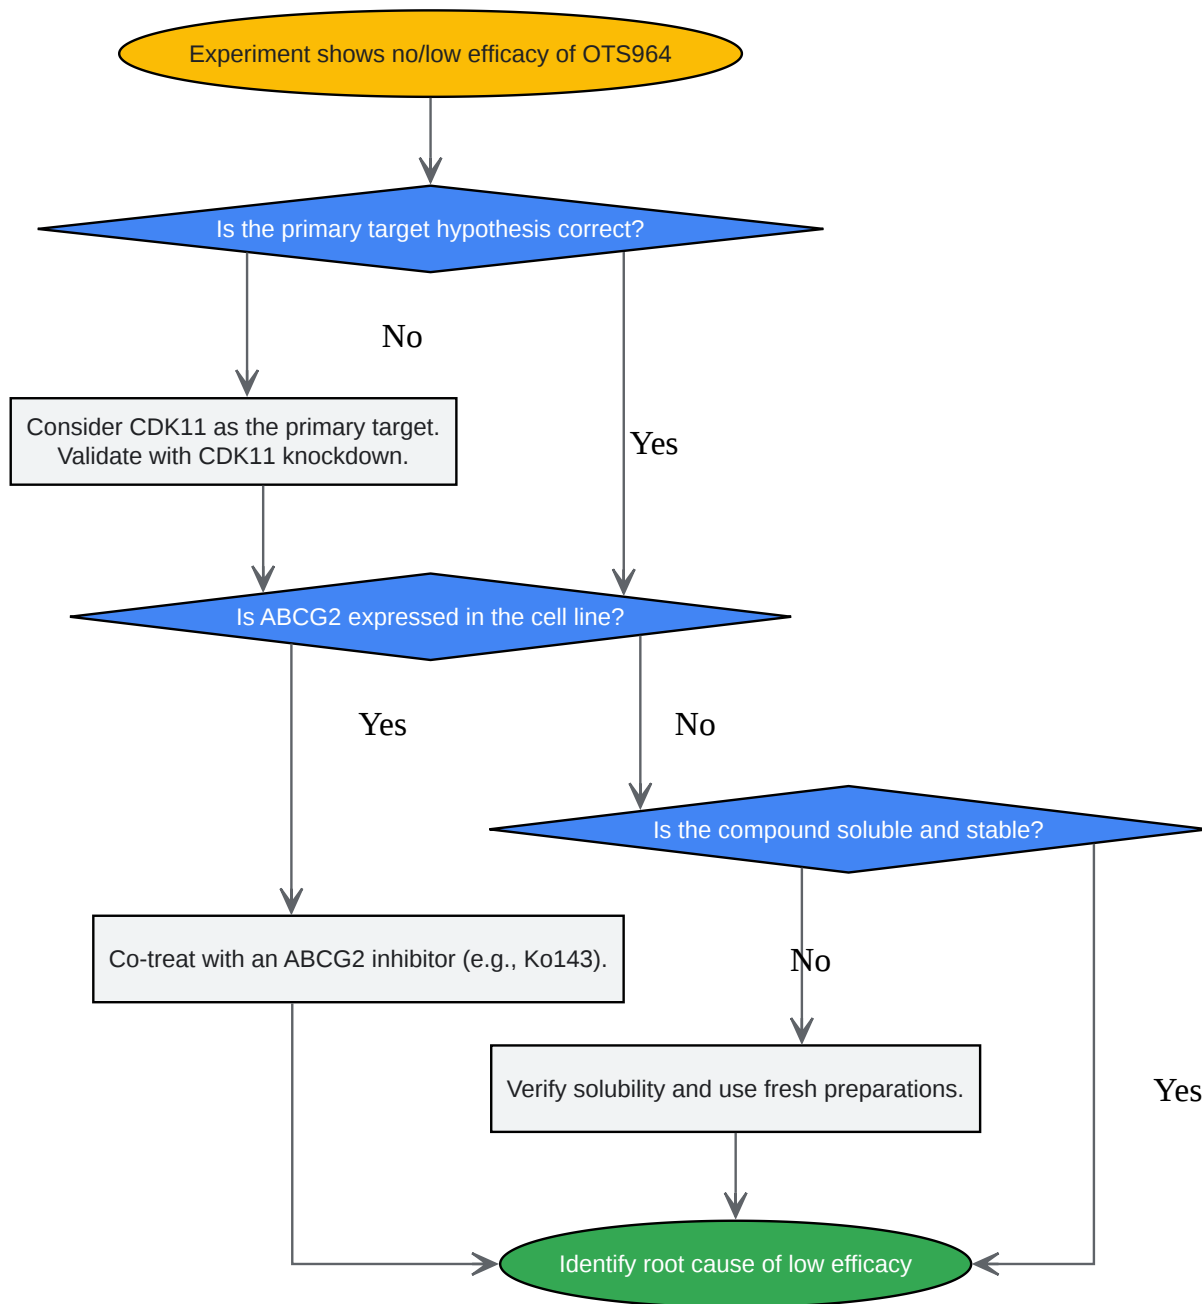 Experiment shows no/low efficacy of OTS964
Is the primary target hypothesis correct?
No
Consider CDK11 as the primary target.
Validate with CDK11 knockdown.
Yes
Is ABCG2 expressed in the cell line?
Yes
No
Is the compound soluble and stable?
Co-treat with an ABCG2 inhibitor (e.g., Ko143).
No
Verify solubility and use fresh preparations.
Yes
Identify root cause of low efficacy